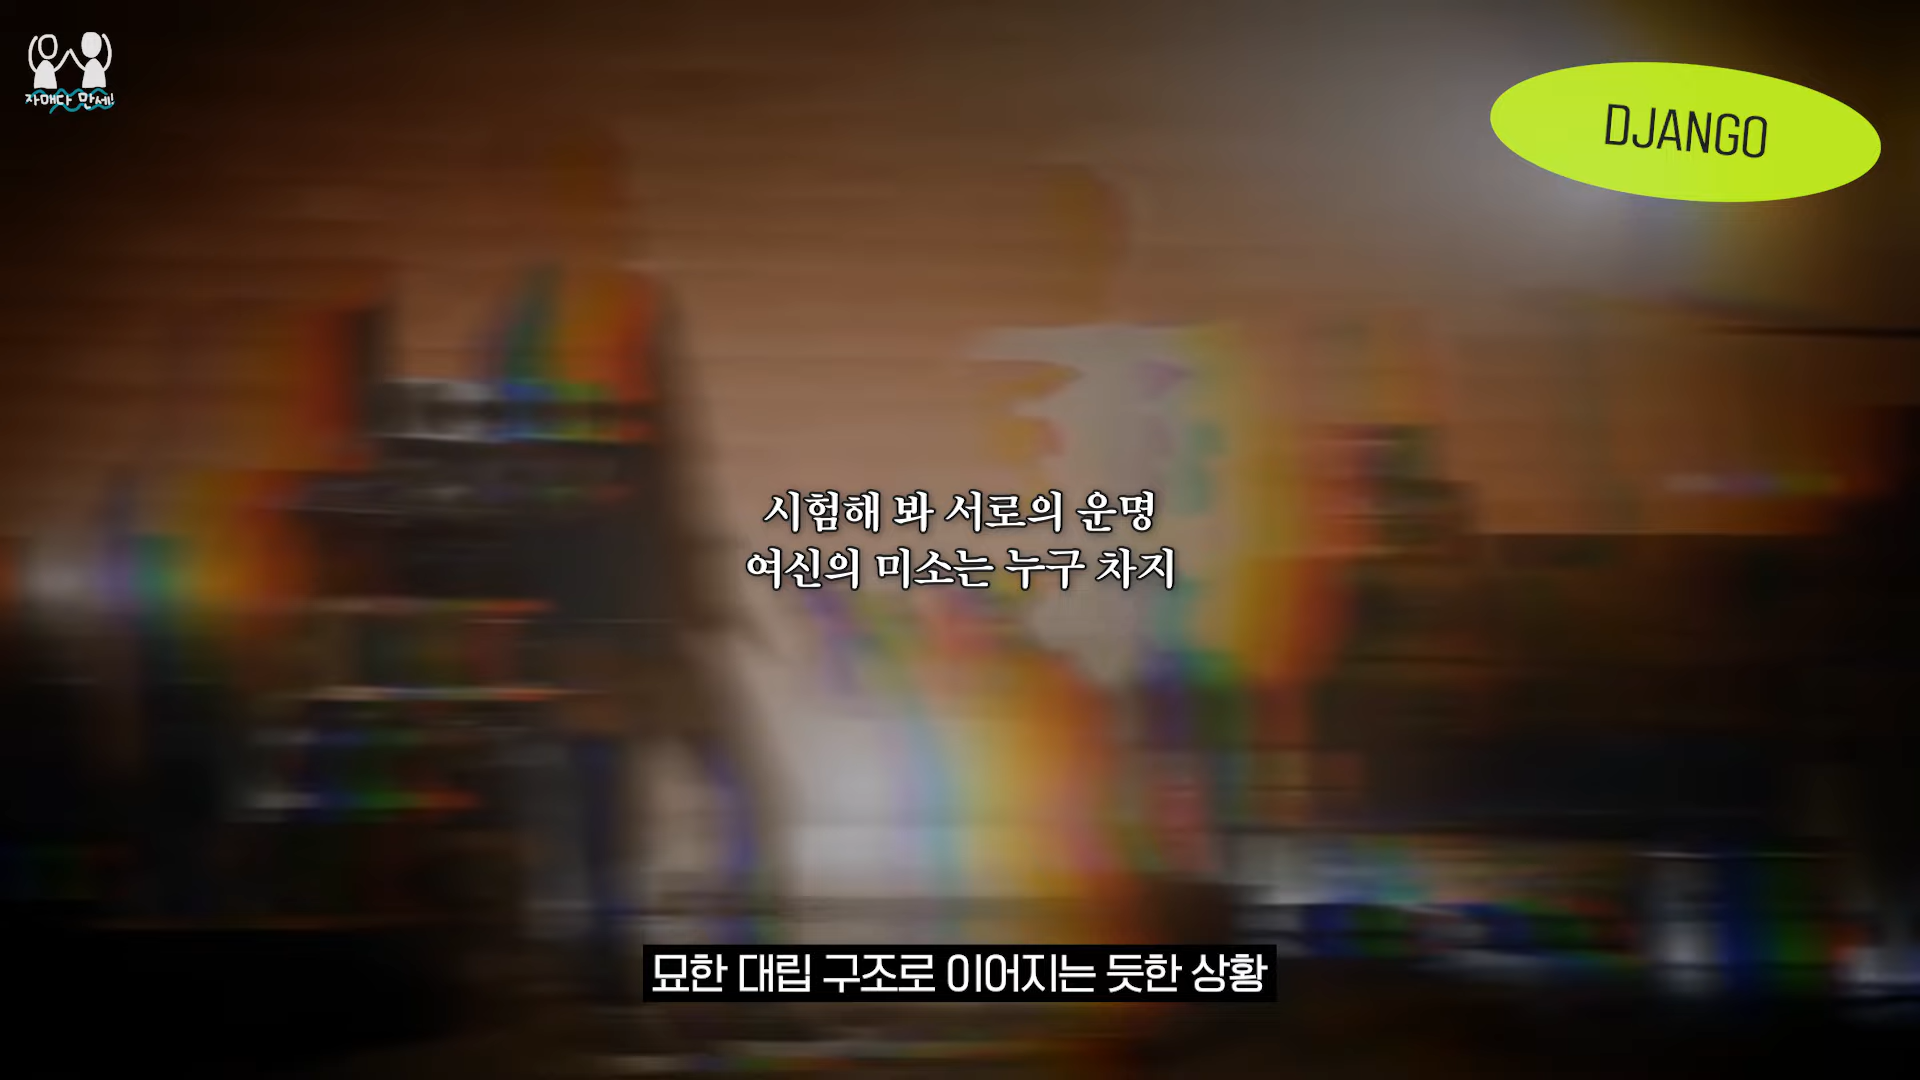 자매다 만세!
DJANGO
시험해 봐 서로의 운명
여신의 미소는 누구 차지
묘한 대립 구조로 이어지는 듯한 상황